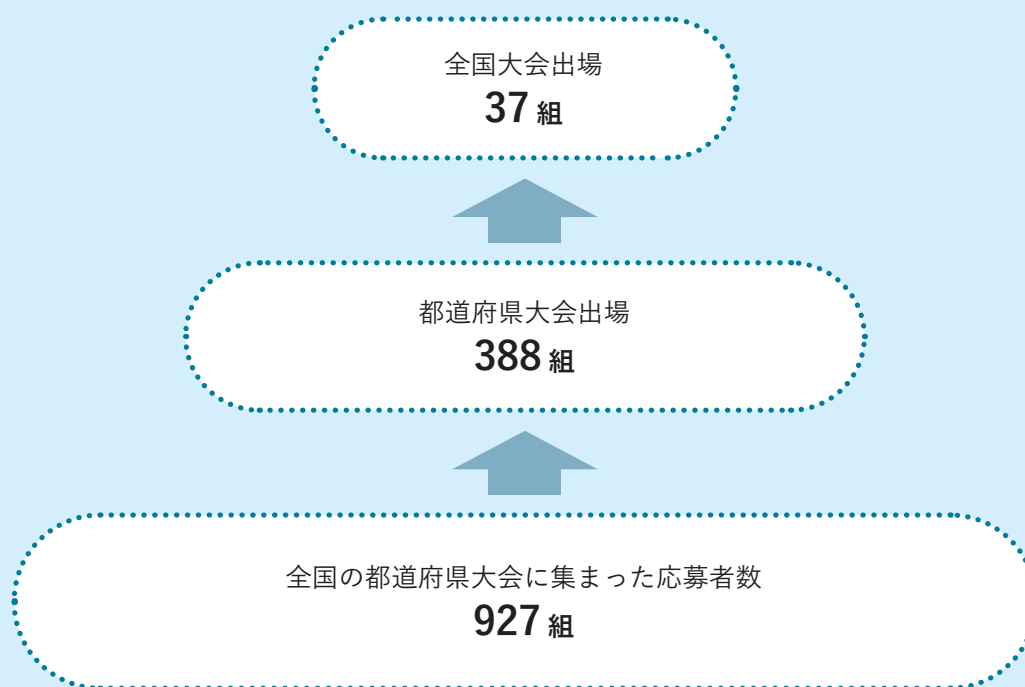 全国大会出場
37 組
都道府県大会出場
388 組
全国の都道府県大会に集まった応募者数
927 組